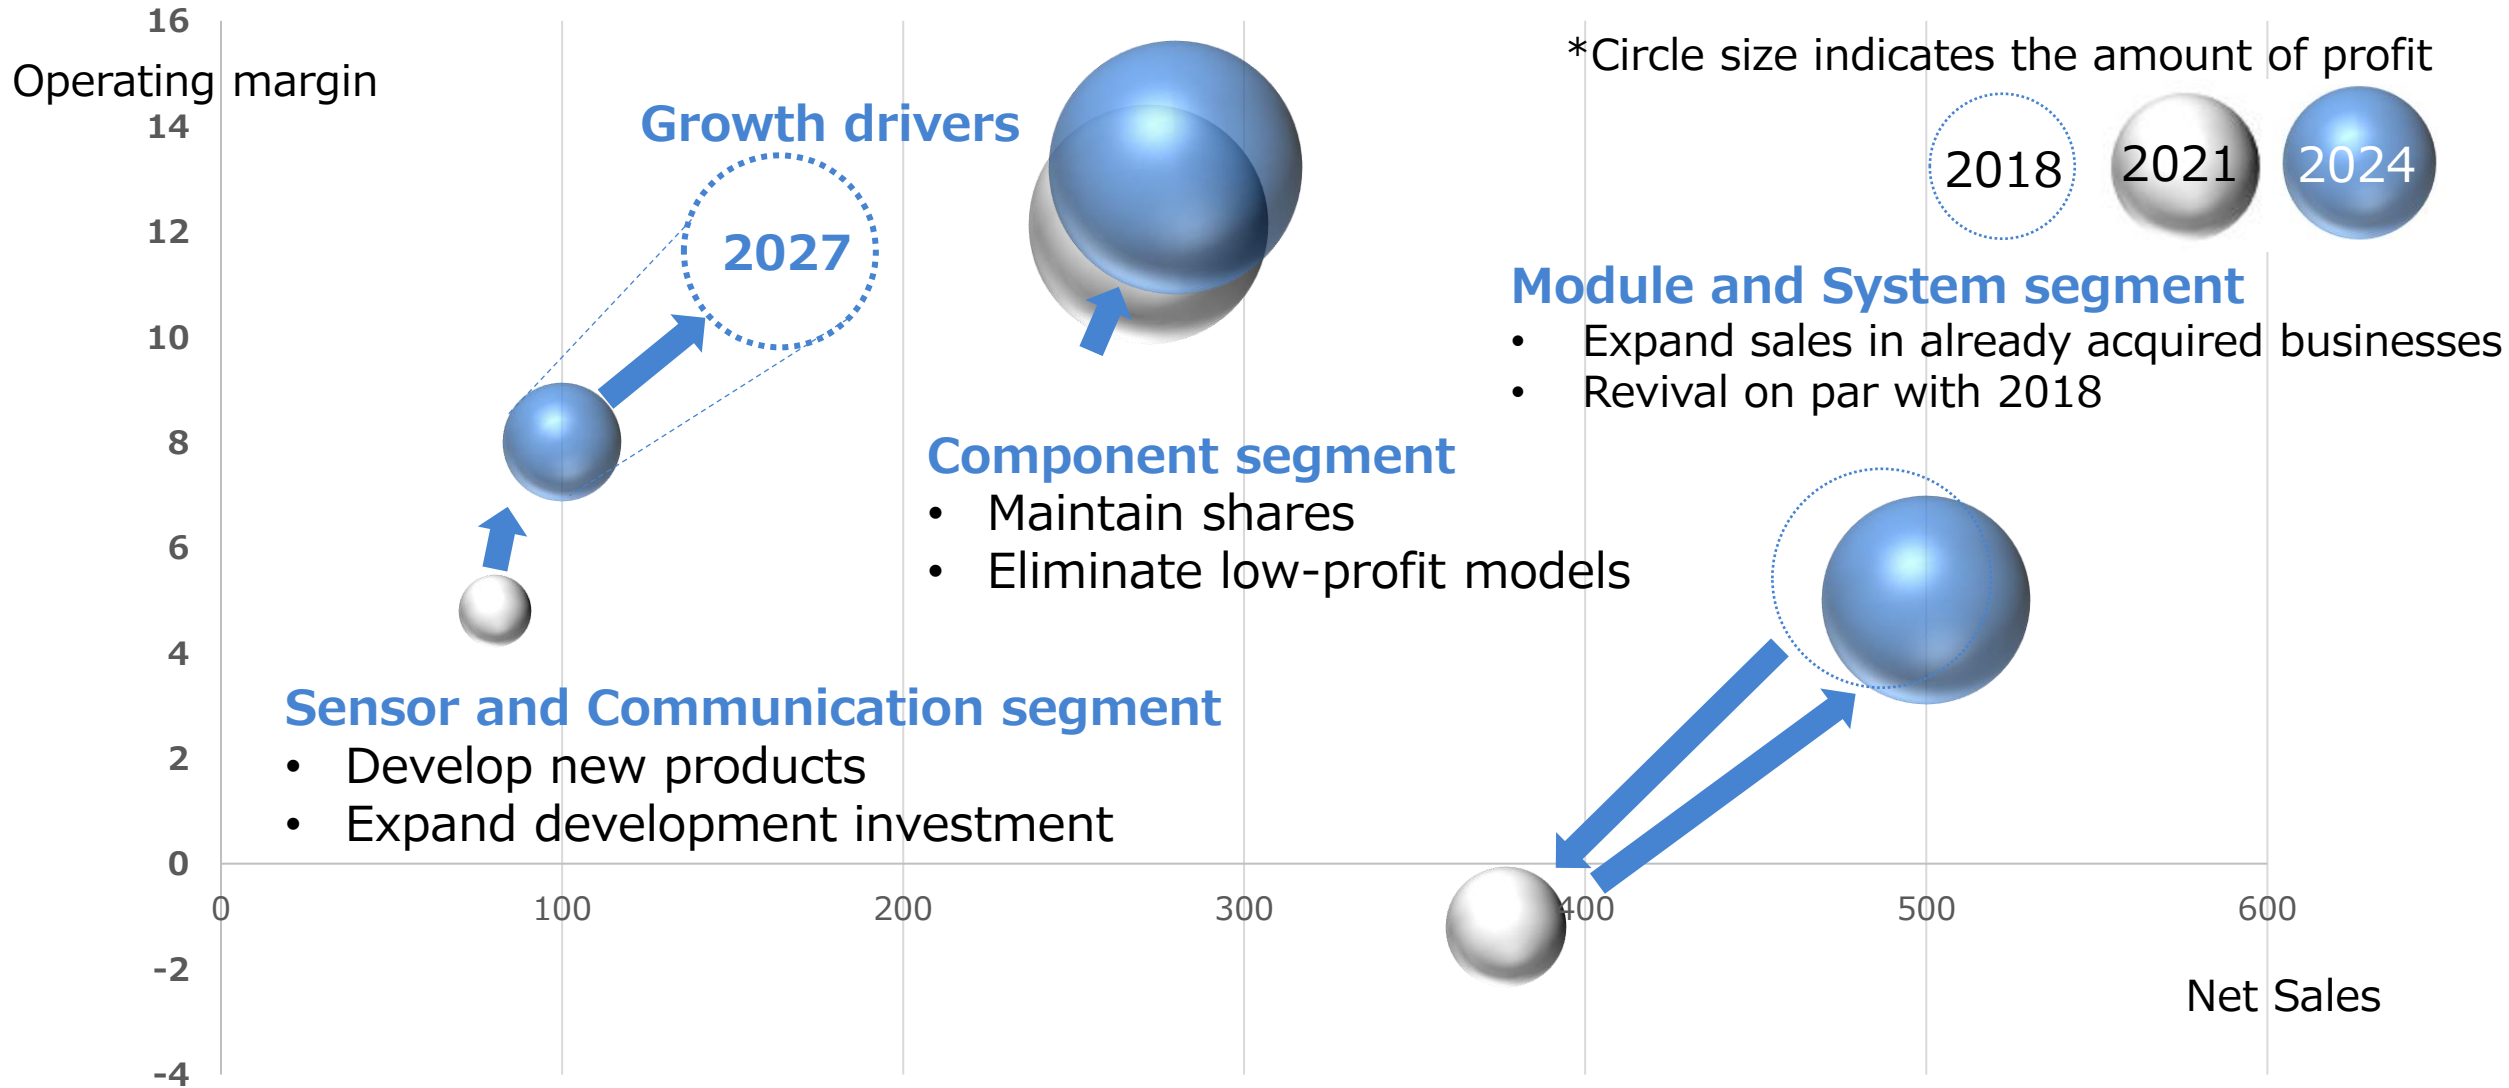 16
Operating margin
14
12
10
8
6
4
2
0
-2
-4
0
100
200
300
400
500
600
Net Sales
*Circle size indicates the amount of profit
2018
2021
2024
Growth drivers
2027
Module and System segment
• Expand sales in already acquired businesses
• Revival on par with 2018
Component segment
• Maintain shares
• Eliminate low-profit models
Sensor and Communication segment
• Develop new products
• Expand development investment